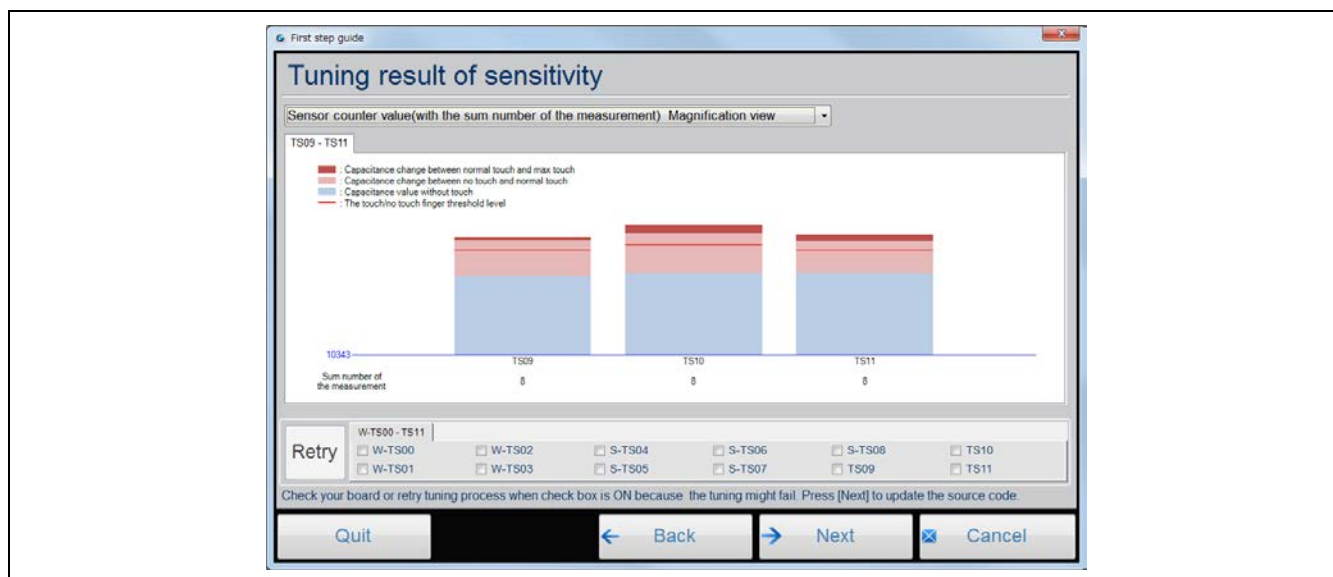 First step guide
Tuning result of sensitivity
Sensor counter value(with the sum number of the measurement) Magnification view
TS09 - TS11
: Capacitance change between normal touch and max touch
: Capacitance change between no touch and normal touch
: Capacitance value without touch
: The touch/no touch finger threshold level
10343
TS09 TS10 TS11
Sum number of
the measurement
8 8 8
W-TS00 - TS11
Retry
W-TS00 W-TS02 S-TS04 S-TS06 S-TS08 TS10
W-TS01 W-TS03 S-TS05 S-TS07 TS09 TS11
Check your board or retry tuning process when check box is ON because the tuning might fail. Press [Next] to update the source code.
Quit Back Next Cancel